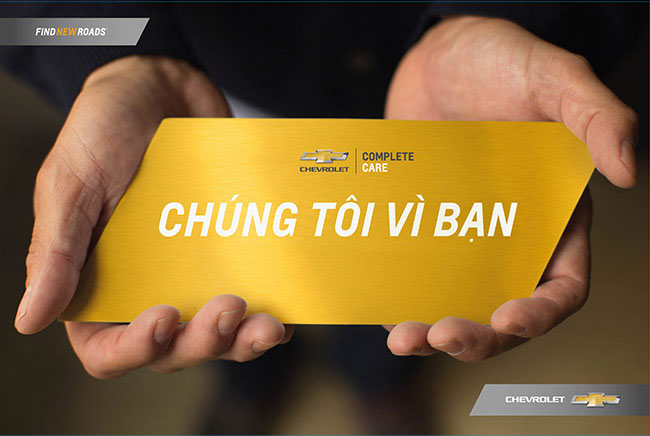 FIND NEW ROADS
CHEVROLET
COMPLETE
CARE
CHÚNG TÔI VÌ BẠN
CHEVROLET